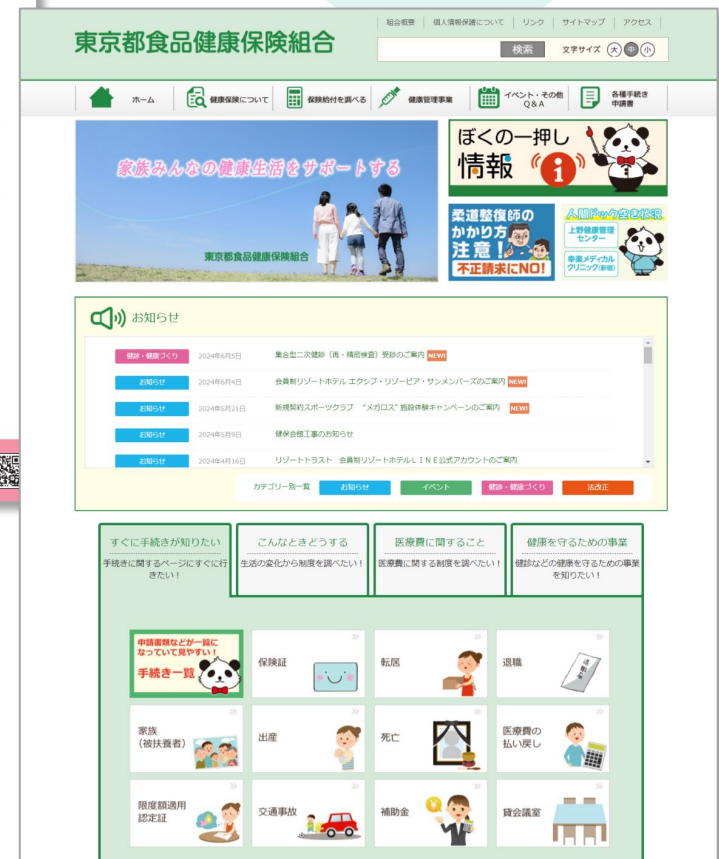 組合概要 個人情報保護について リンク サイトマップ アクセス
東京都食品健康保険組合
検索 文字サイズ 大 中 小
ホーム
健康保険について
保険給付を調べる
健康管理事業
イベント・その他
Q&A
各種手続き
申請書
家族みんなの健康生活をサポートする
東京都食品健康保険組合
ぼくの一押し
情報
柔道整復師の
かかり方
注意!
不正請求にNO!
人間ドック空き状況
上野健康管理
センター
幸楽メディカル
クリニック(新宿)
お知らせ
健診・健康づくり 2024年6月5日 集合型二次健診(再・精密検査)受診のご案内 NEW!
お知らせ 2024年6月4日 会員制リゾートホテル エクシブ・リゾーピア・サンメンバーズのご案内 NEW!
お知らせ 2024年5月21日 新規契約スポーツクラブ “メガロス”施設体験キャンペーンのご案内 NEW!
お知らせ 2024年5月9日 健保会館工事のお知らせ
お知らせ 2024年4月16日 リゾートトラスト 会員制リゾートホテルLINE公式アカウントのご案内
カテゴリー別一覧 お知らせ イベント 健診・健康づくり 法改正
すぐに手続きが知りたい
手続きに関するページにすぐに行
きたい!
こんなときどうする
生活の変化から制度を調べたい!
医療費に関すること
医療費に関する制度を調べたい!
健康を守るための事業
健診などの健康を守るための事業
を知りたい!
申請書類などが一覧に
なっていて見やすい!
手続き一覧
保険証
転居
退職
退職届
家族
(被扶養者)
出産
死亡
医療費の
払い戻し
限度額適用
認定証
交通事故
補助金
貸会議室